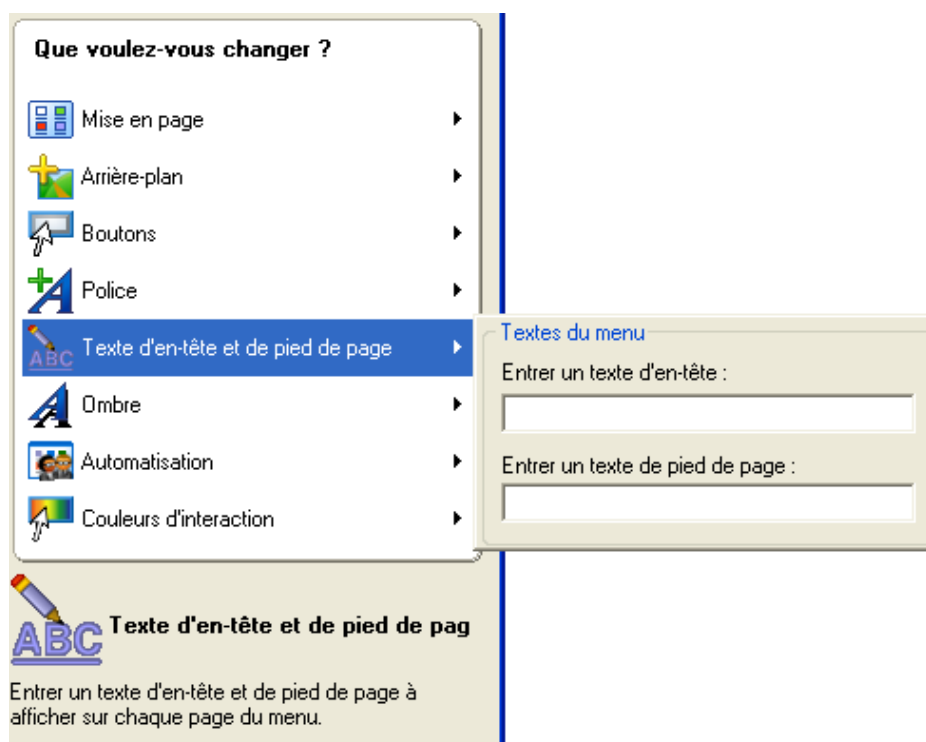 Que voulez-vous changer ?
Mise en page
Arrière-plan
Boutons
Police
ABC Texte d'en-tête et de pied de page
Textes du menu
Entrer un texte d'en-tête :
Ombre
Automatisation
Entrer un texte de pied de page :
Couleurs d'interaction
ABC Texte d'en-tête et de pied de pag
Entrer un texte d'en-tête et de pied de page à
afficher sur chaque page du menu.